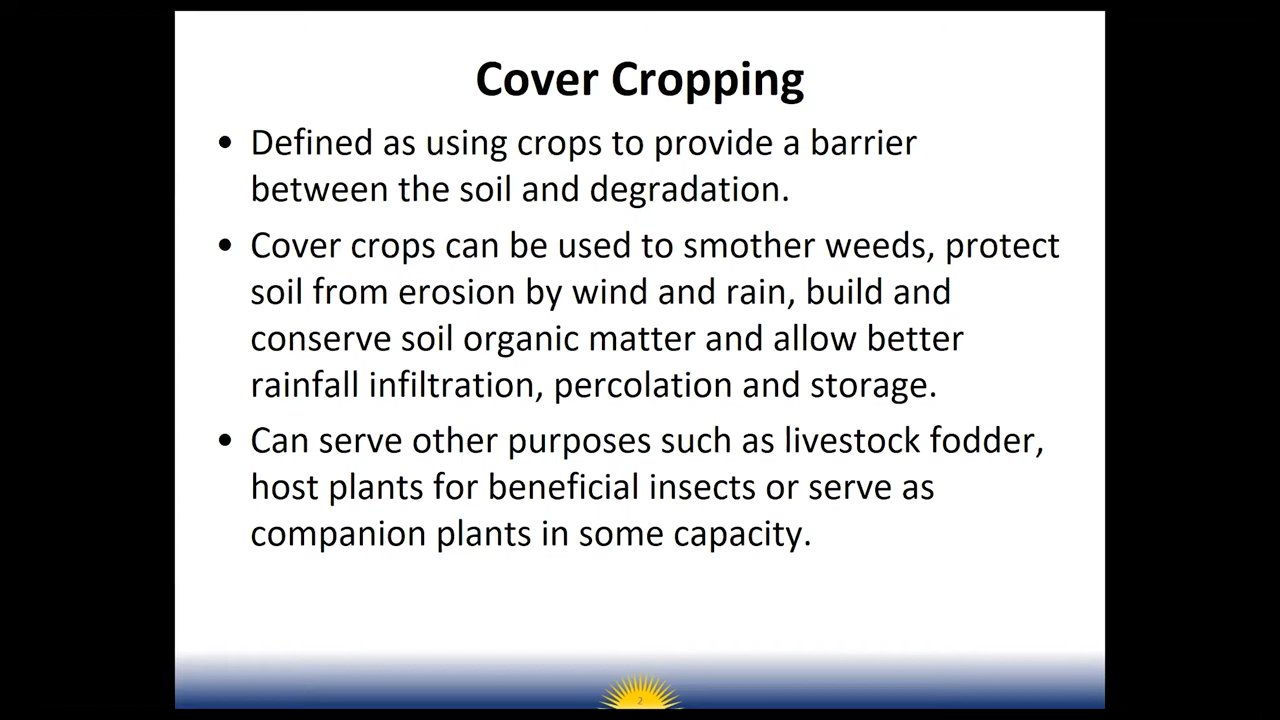 Cover Cropping
• Defined as using crops to provide a barrier
between the soil and degradation.
• Cover crops can be used to smother weeds, protect
soil from erosion by wind and rain, build and
conserve soil organic matter and allow better
rainfall infiltration, percolation and storage.
• Can serve other purposes such as livestock fodder,
host plants for beneficial insects or serve as
companion plants in some capacity.
2